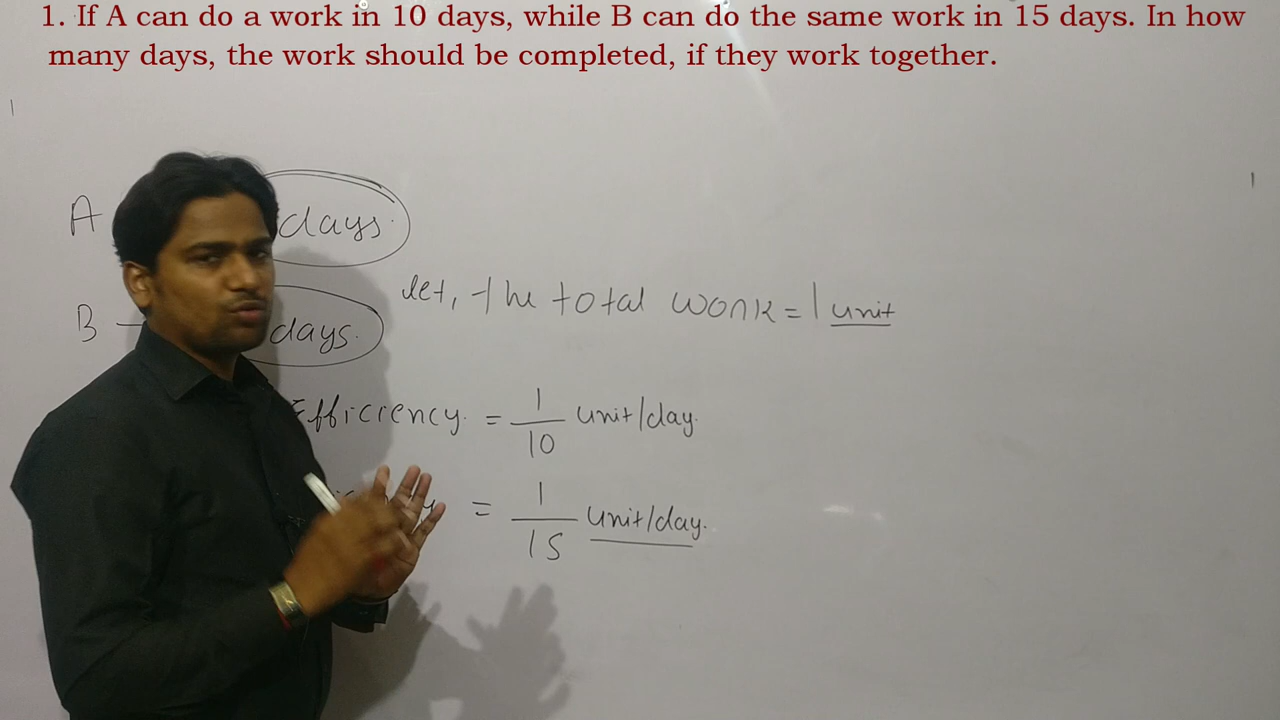 1. If A can do a work in 10 days, while B can do the same work in 15 days. In how
many days, the work should be completed, if they work together.
A days.
let, the total work = 1 unit
B — days.
Efficiency. = 1/10 unit/day.
= 1/15 unit/day.